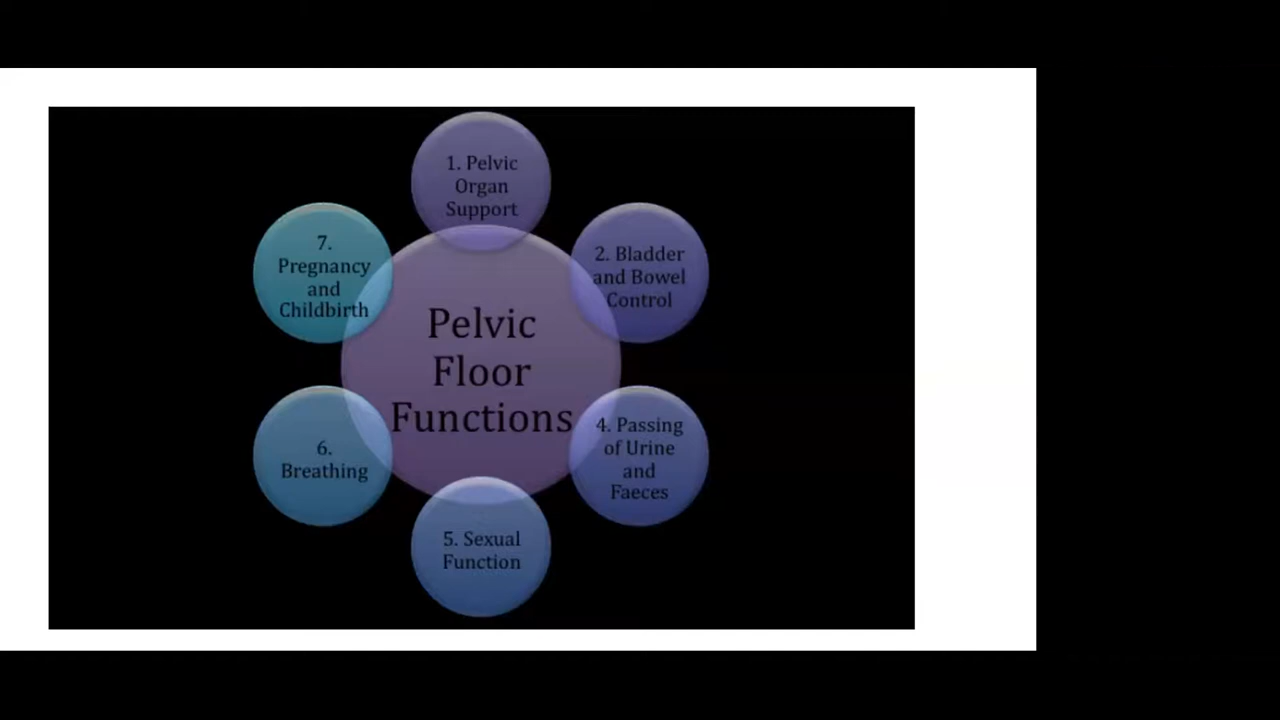 Pelvic
Floor
Functions
1. Pelvic
Organ
Support
2. Bladder
and Bowel
Control
4. Passing
of Urine
and
Faeces
5. Sexual
Function
6.
Breathing
7.
Pregnancy
and
Childbirth